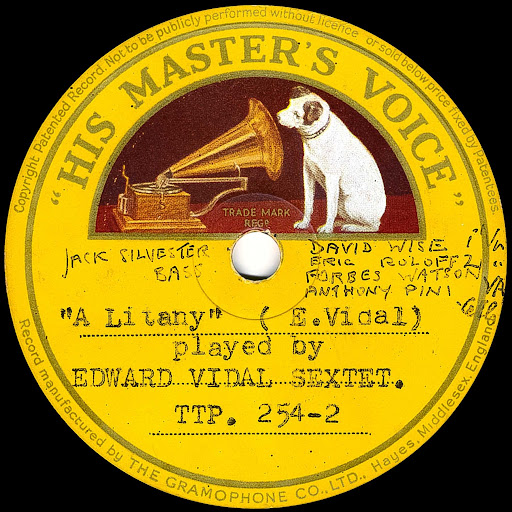 Copyright Patented Record. Not to be publicly performed without licence or sold below price fixed by Patentees.
"HIS MASTER'S VOICE"
TRADE MARK
REGD
JACK SILVESTER
BASS
DAVID WISE
ERIC ROLOFF
FORBES WATSON
ANTHONY PINI
"A Litany" ( E.Vidal)
played by
EDWARD VIDAL SEXTET.
TTP. 254-2
Record manufactured by THE GRAMOPHONE CO., LTD., Hayes, Middlesex, England.